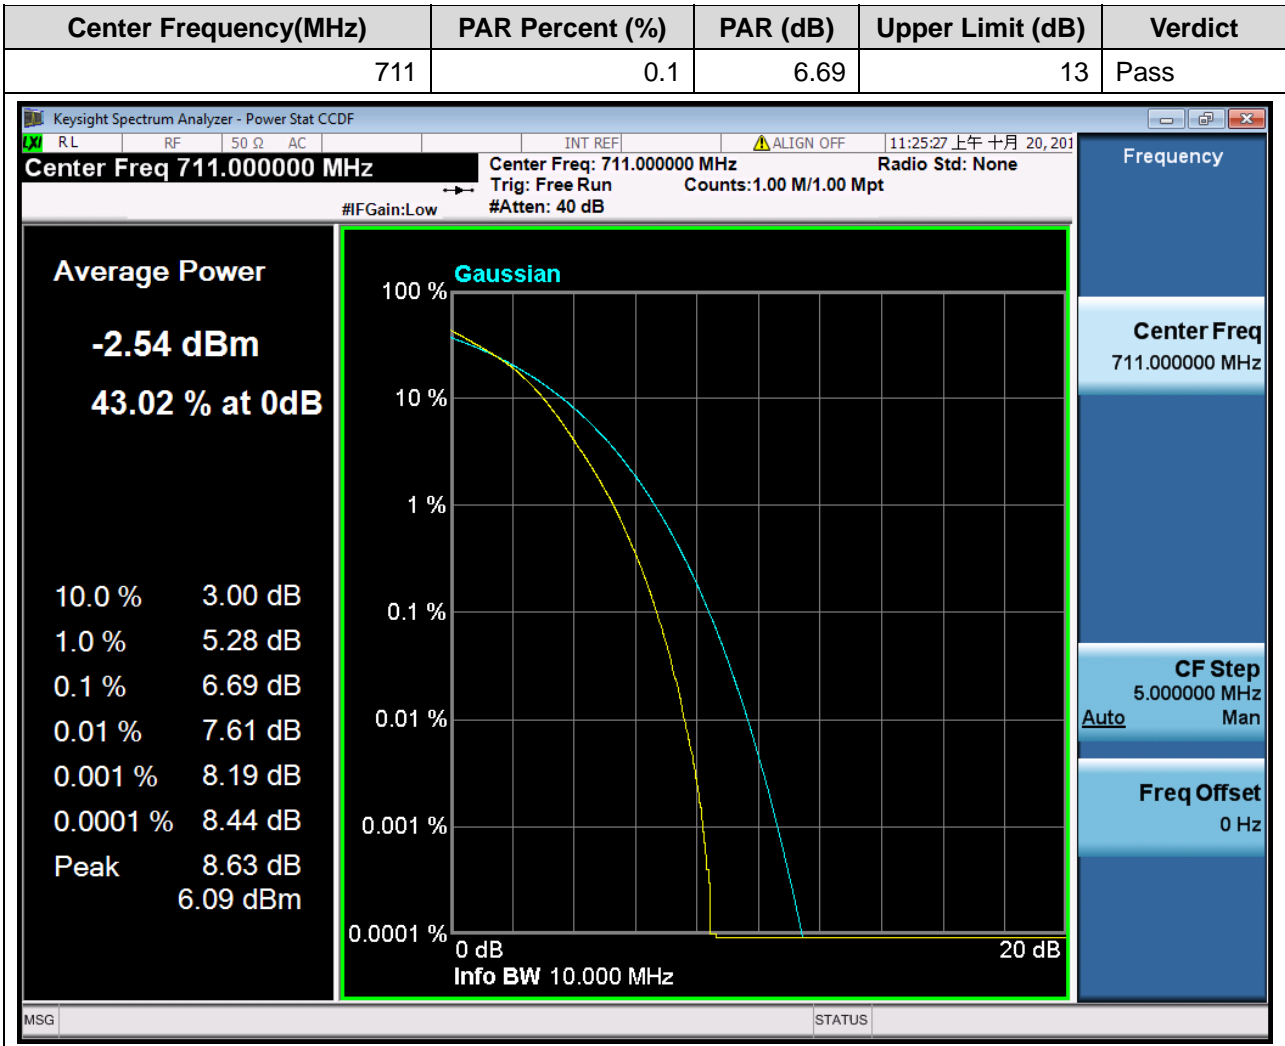 Center Frequency(MHz) PAR Percent (%) PAR (dB) Upper Limit (dB) Verdict
711 0.1 6.69 13 Pass
Keysight Spectrum Analyzer - Power Stat CCDF
LXI RL RF 50 Ω AC INT REF ALIGN OFF 11:25:27 上午 十月 20, 201
Center Freq 711.000000 MHz
Center Freq: 711.000000 MHz Radio Std: None
Trig: Free Run Counts:1.00 M/1.00 Mpt
#IFGain:Low #Atten: 40 dB
Frequency
Average Power
-2.54 dBm
43.02 % at 0dB
10.0 % 3.00 dB
1.0 % 5.28 dB
0.1 % 6.69 dB
0.01 % 7.61 dB
0.001 % 8.19 dB
0.0001 % 8.44 dB
Peak 8.63 dB
6.09 dBm
Gaussian
100 %
10 %
1 %
0.1 %
0.01 %
0.001 %
0.0001 %
0 dB 20 dB
Info BW 10.000 MHz
Center Freq
711.000000 MHz
CF Step
5.000000 MHz
Auto Man
Freq Offset
0 Hz
MSG STATUS